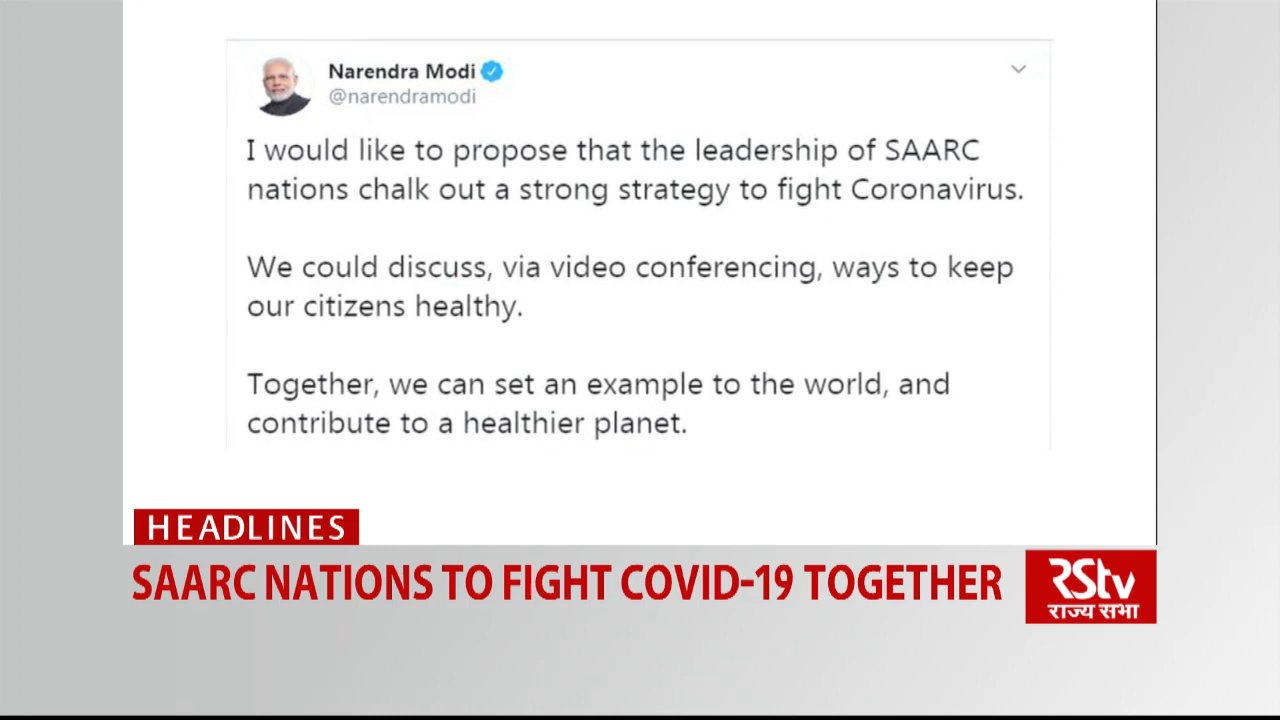 Narendra Modi
@narendramodi
I would like to propose that the leadership of SAARC
nations chalk out a strong strategy to fight Coronavirus.
We could discuss, via video conferencing, ways to keep
our citizens healthy.
Together, we can set an example to the world, and
contribute to a healthier planet.
HEADLINES
SAARC NATIONS TO FIGHT COVID-19 TOGETHER
RStv
राज्य सभा